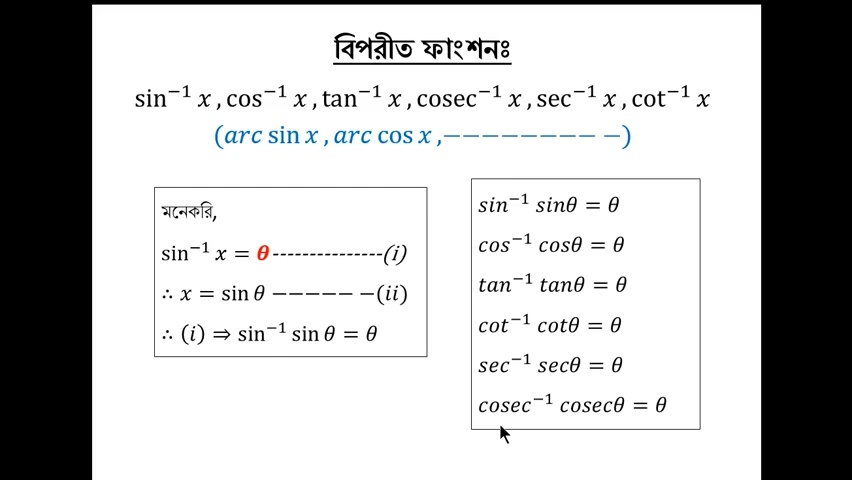 বিপরীত ফাংশনঃ
sin⁻¹ x , cos⁻¹ x , tan⁻¹ x , cosec⁻¹ x , sec⁻¹ x , cot⁻¹ x
(arc sin x , arc cos x ,−−−−−−−− −)
মনেকরি,
sin⁻¹ x = θ ---------------(i)
∴ x = sin θ −−−−− −(ii)
∴ (i) ⇒ sin⁻¹ sin θ = θ
sin⁻¹ sinθ = θ
cos⁻¹ cosθ = θ
tan⁻¹ tanθ = θ
cot⁻¹ cotθ = θ
sec⁻¹ secθ = θ
cosec⁻¹ cosecθ = θ